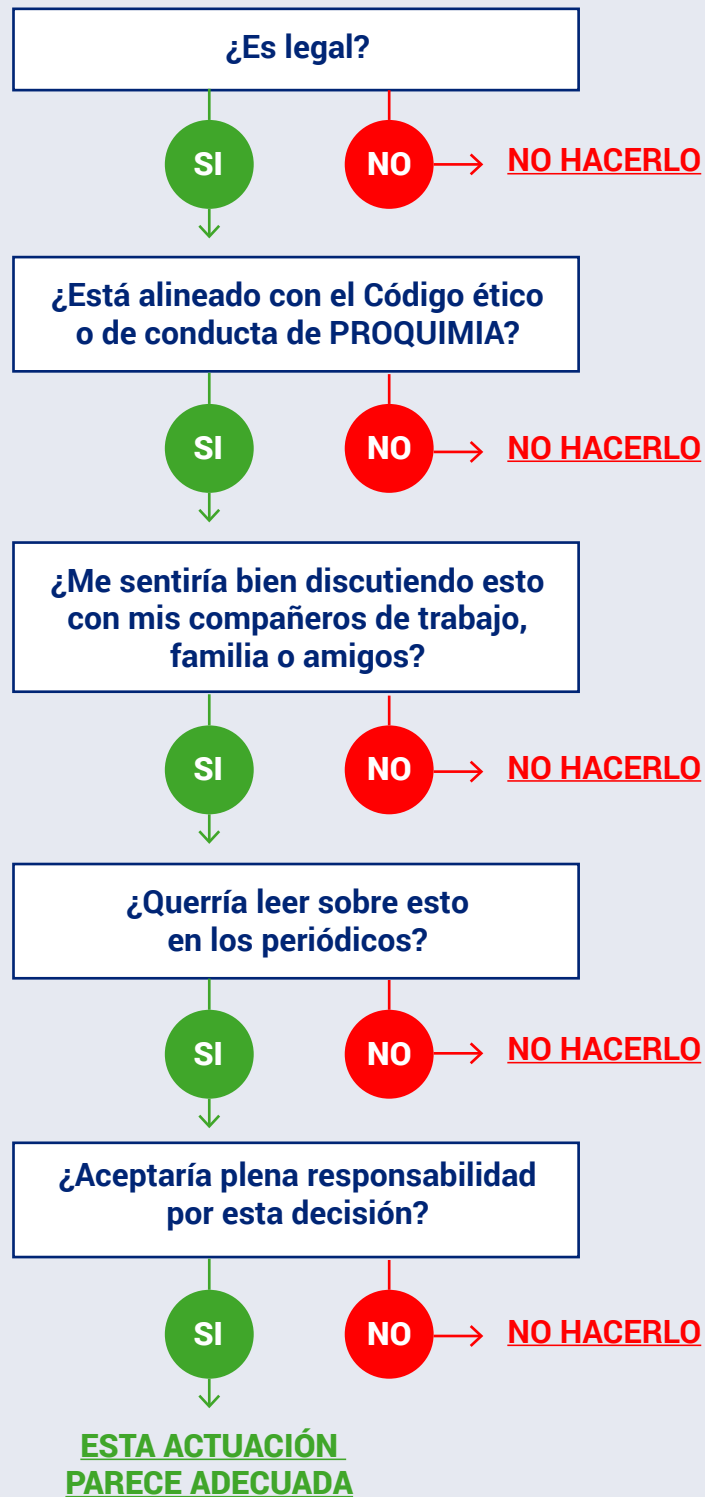 ¿Es legal?
SI
NO
NO HACERLO
¿Está alineado con el Código ético
o de conducta de PROQUIMIA?
SI
NO
NO HACERLO
¿Me sentiría bien discutiendo esto
con mis compañeros de trabajo,
familia o amigos?
SI
NO
NO HACERLO
¿Querría leer sobre esto
en los periódicos?
SI
NO
NO HACERLO
¿Aceptaría plena responsabilidad
por esta decisión?
SI
NO
NO HACERLO
ESTA ACTUACIÓN
PARECE ADECUADA